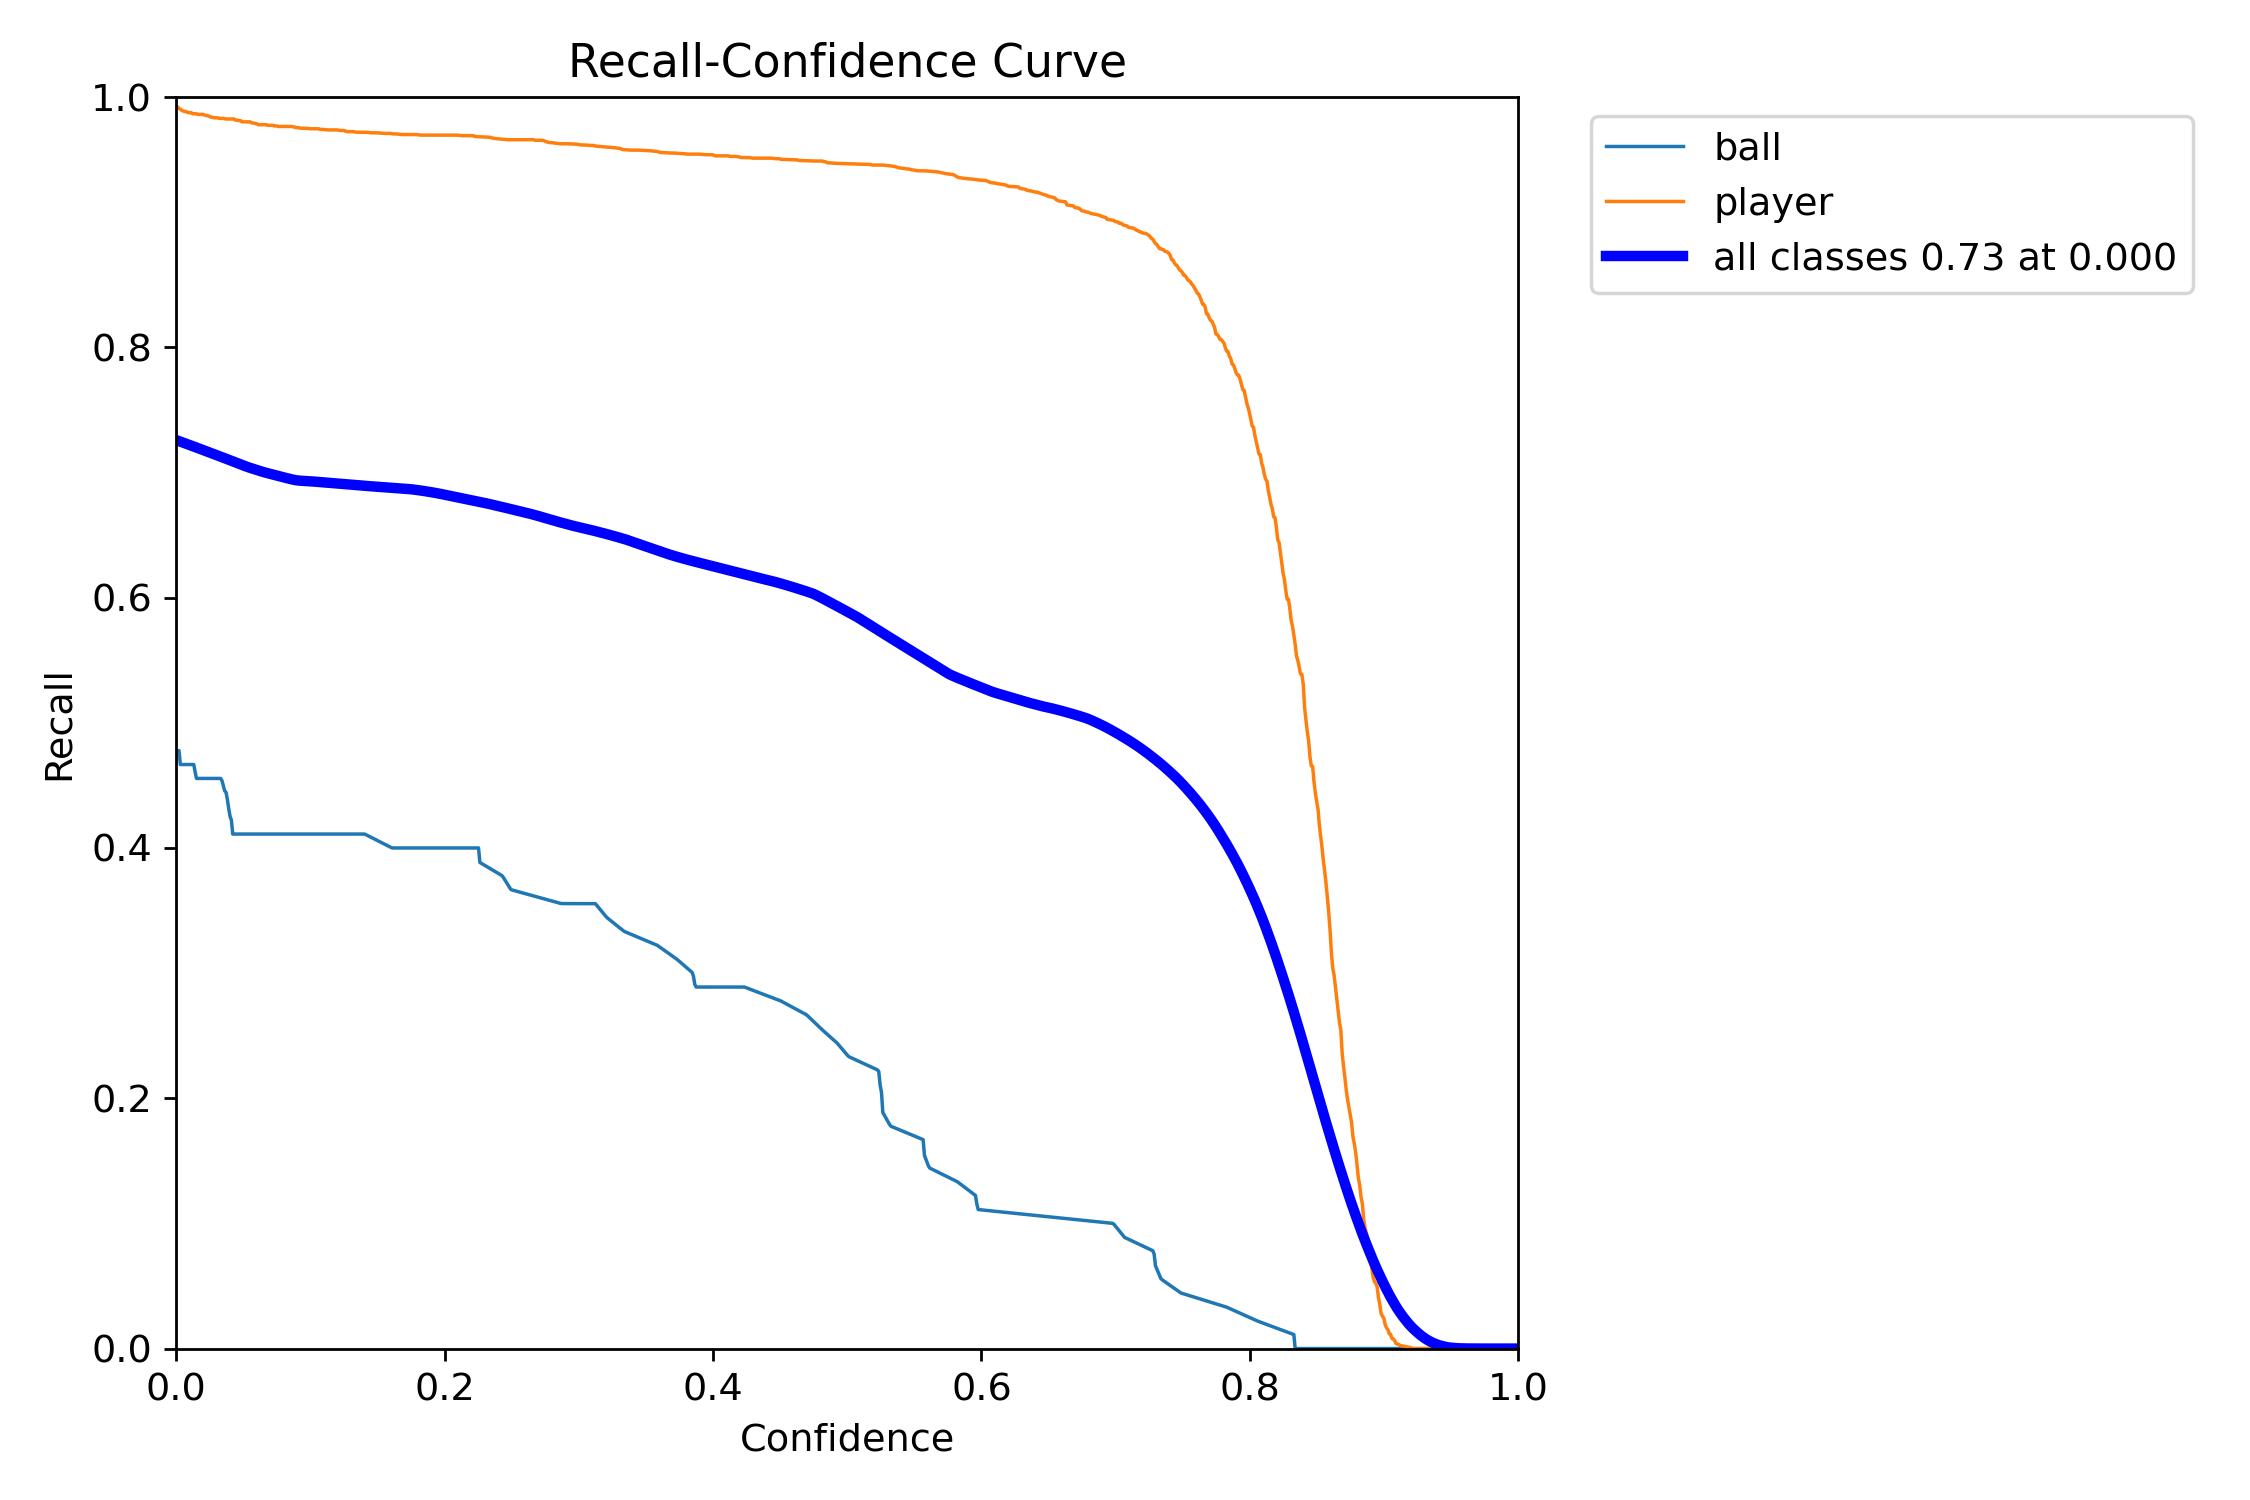 Recall-Confidence Curve
1.0
0.8
0.6
0.4
0.2
0.0
Recall
0.0 0.2 0.4 0.6 0.8 1.0
Confidence
ball
player
all classes 0.73 at 0.000